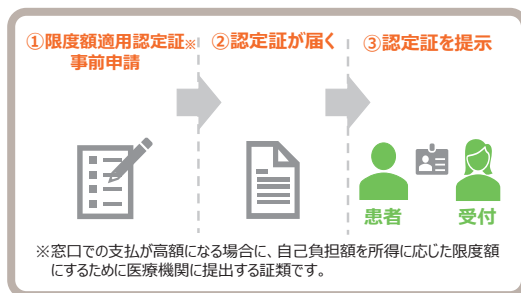 ①限度額適用認定証※
事前申請
②認定証が届く
③認定証を提示
患者
受付
※窓口での支払が高額になる場合に、自己負担額を所得に応じた限度額
にするために医療機関に提出する証類です。